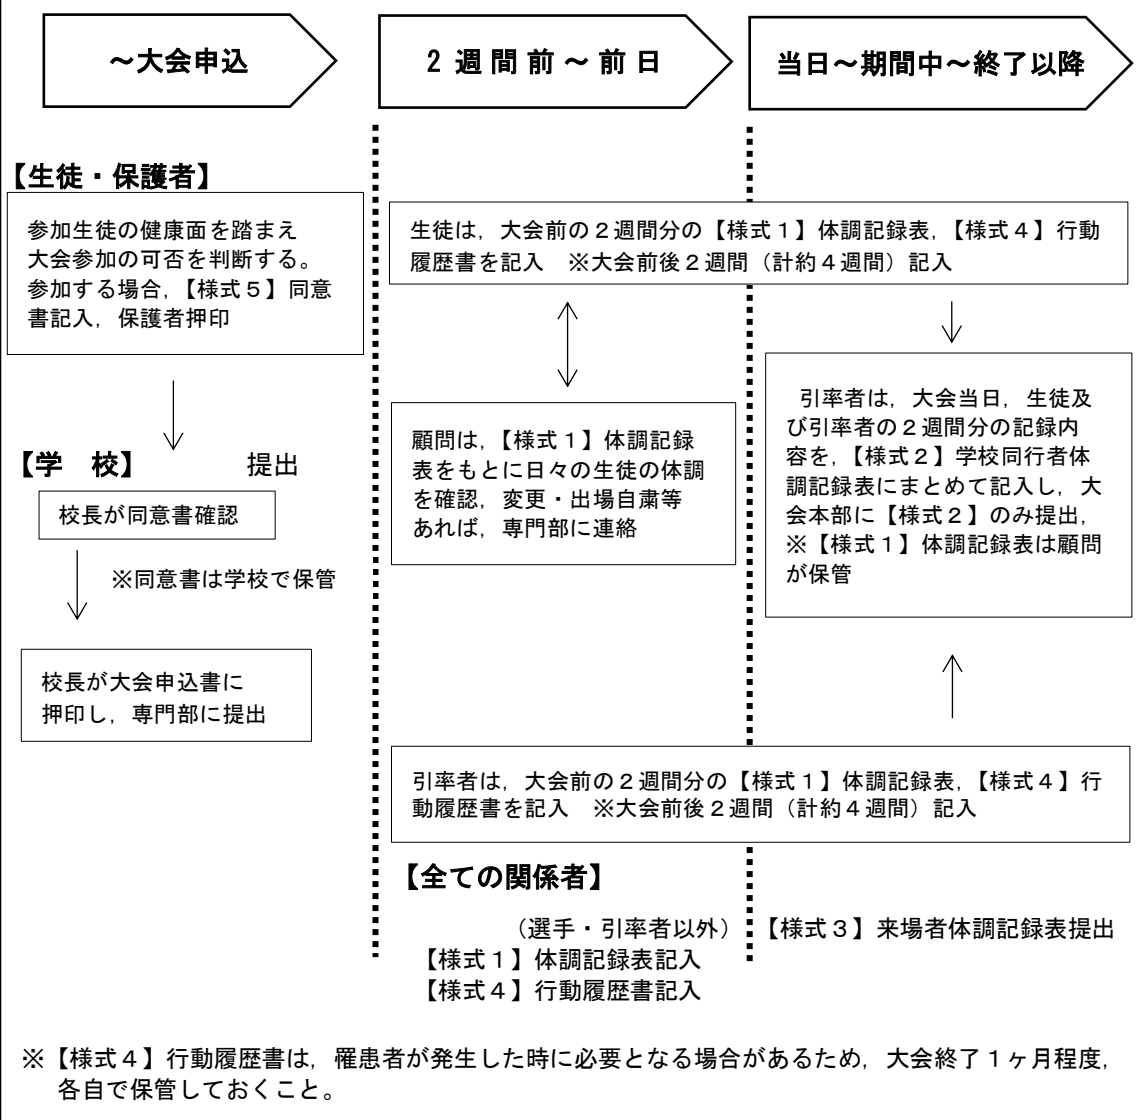 ～大会申込
２週間前～前日
当日～期間中～終了以降
【生徒・保護者】
参加生徒の健康面を踏まえ
大会参加の可否を判断する。
参加する場合，【様式５】同意
書記入，保護者押印
【学　校】　　　　提出
校長が同意書確認
※同意書は学校で保管
校長が大会申込書に
押印し，専門部に提出
生徒は，大会前の２週間分の【様式１】体調記録表，【様式４】行動
履歴書を記入　※大会前後２週間（計約４週間）記入
顧問は，【様式１】体調記録
表をもとに日々の生徒の体調
を確認，変更・出場自粛等
あれば，専門部に連絡
引率者は，大会当日，生徒及
び引率者の２週間分の記録内
容を，【様式２】学校同行者体
調記録表にまとめて記入し，大
会本部に【様式２】のみ提出，
※【様式１】体調記録表は顧問
が保管
引率者は，大会前の２週間分の【様式１】体調記録表，【様式４】行
動履歴書を記入　※大会前後２週間（計約４週間）記入
【全ての関係者】
（選手・引率者以外）
【様式１】体調記録表記入
【様式４】行動履歴書記入
【様式３】来場者体調記録表提出
※【様式４】行動履歴書は，罹患者が発生した時に必要となる場合があるため，大会終了１ヶ月程度，
各自で保管しておくこと。